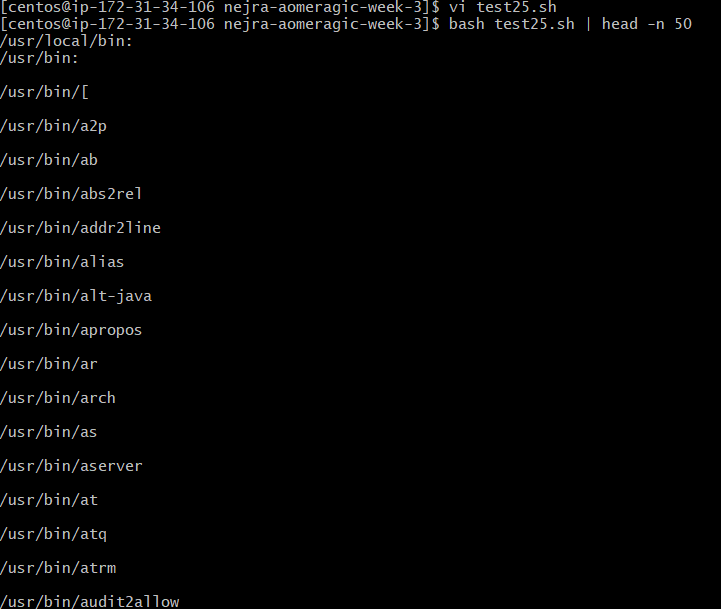 [centos@ip-172-31-34-106 nejra-aomeragic-week-3]$ vi test25.sh
[centos@ip-172-31-34-106 nejra-aomeragic-week-3]$ bash test25.sh | head -n 50
/usr/local/bin:
/usr/bin:
/usr/bin/[
/usr/bin/a2p
/usr/bin/ab
/usr/bin/abs2rel
/usr/bin/addr2line
/usr/bin/alias
/usr/bin/alt-java
/usr/bin/apropos
/usr/bin/ar
/usr/bin/arch
/usr/bin/as
/usr/bin/aserver
/usr/bin/at
/usr/bin/atq
/usr/bin/atrm
/usr/bin/audit2allow